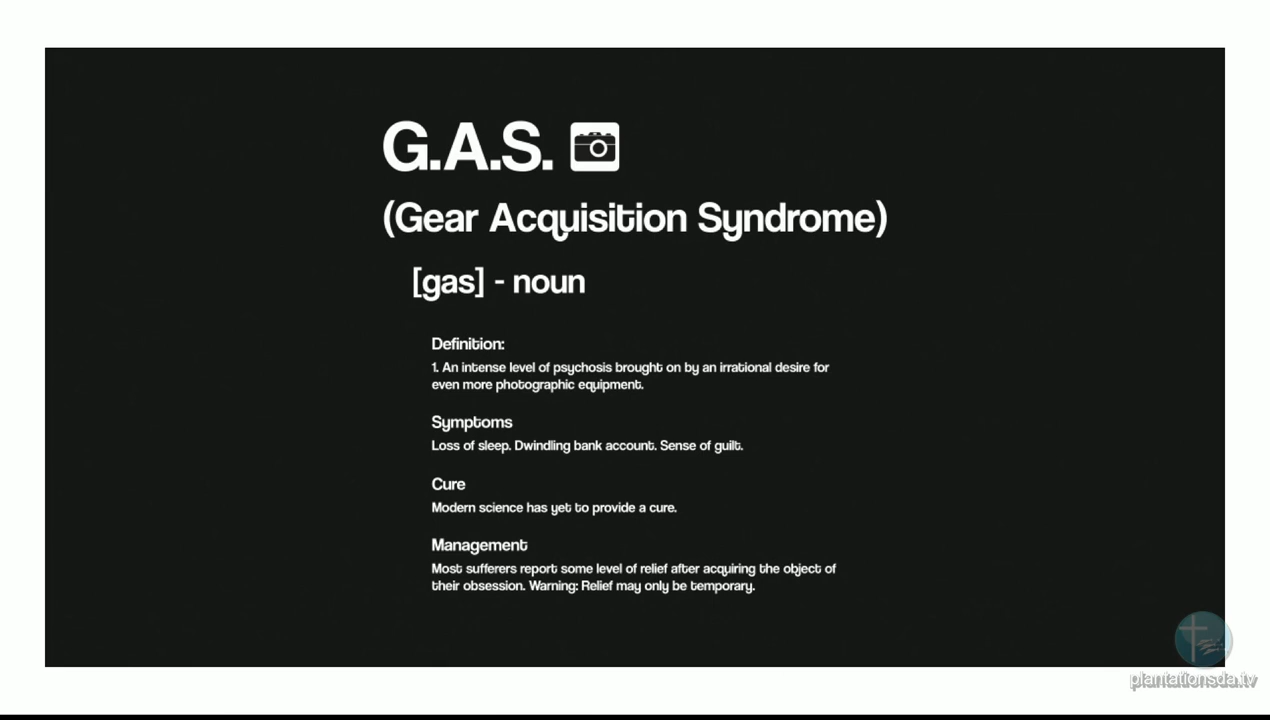 G.A.S.
(Gear Acquisition Syndrome)
[gas] - noun
Definition:
1. An intense level of psychosis brought on by an irrational desire for
even more photographic equipment.
Symptoms
Loss of sleep. Dwindling bank account. Sense of guilt.
Cure
Modern science has yet to provide a cure.
Management
Most sufferers report some level of relief after acquiring the object of
their obsession. Warning: Relief may only be temporary.
plantationsda.tv